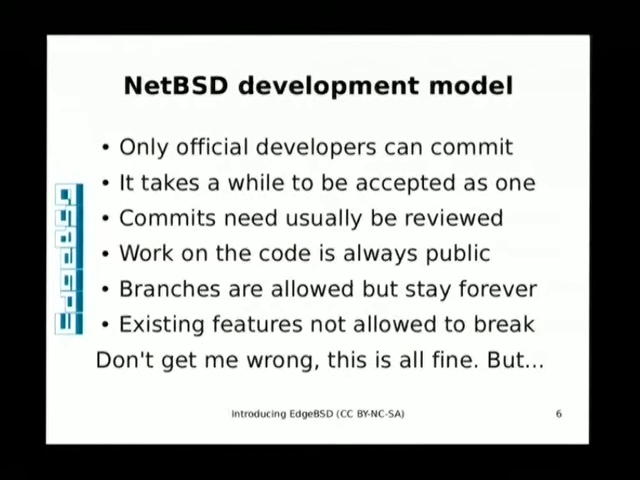 NetBSD development model
• Only official developers can commit
• It takes a while to be accepted as one
• Commits need usually be reviewed
• Work on the code is always public
• Branches are allowed but stay forever
• Existing features not allowed to break
Don't get me wrong, this is all fine. But...
EdgeBSD
Introducing EdgeBSD (CC BY-NC-SA)
6